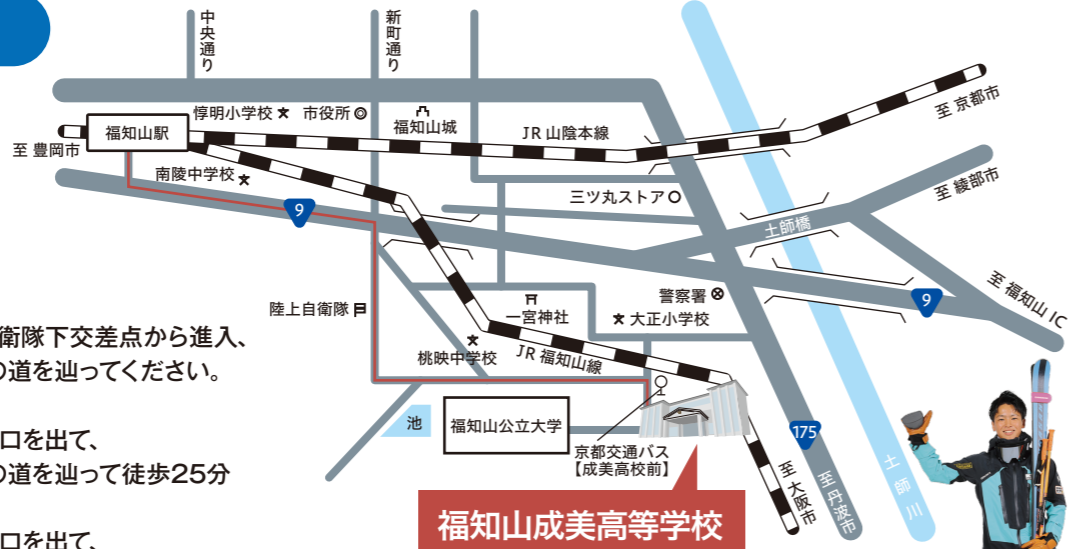 中央通り
新町通り
惇明小学校
市役所
福知山城
JR 山陰本線
至 京都市
福知山駅
至 豊岡市
南陵中学校
三ツ丸ストア
至 綾部市
9
土師橋
至 福知山 IC
陸上自衛隊
警察署
9
一宮神社
大正小学校
衛隊下交差点から進入、
の道を辿ってください。
桃映中学校
JR 福知山線
池
福知山公立大学
175
京都交通バス
【成美高校前】
口を出て、
の道を辿って徒歩25分
至 大阪市
至 丹波市
土師川
福知山成美高等学校
口を出て、